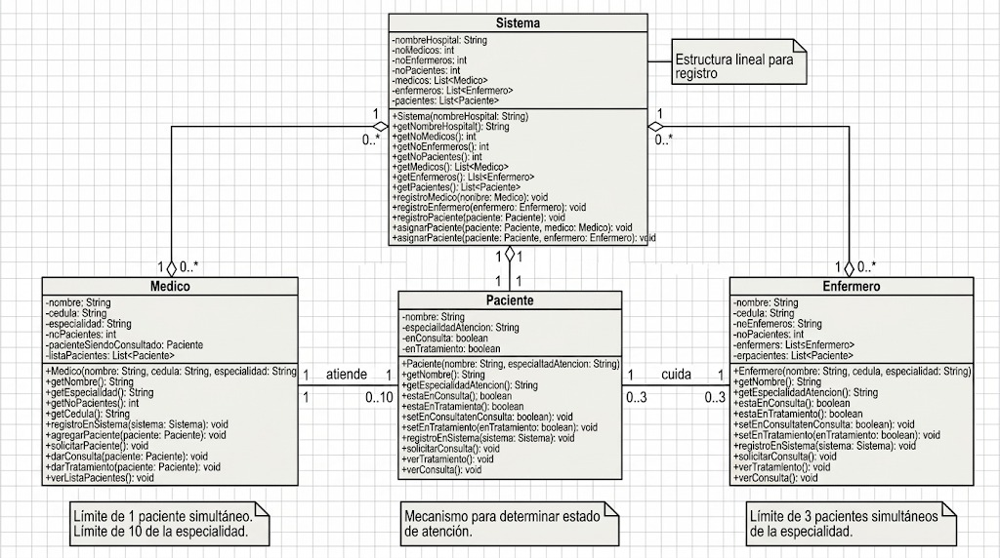 Sistema
-nombreHospital: String
-noMedicos: int
-noEnfermeros: int
-noPacientes: int
-medicos: List<Medico>
-enfermeros: List<Enfermero>
-pacientes: List<Paciente>
+Sistema(nombreHospital: String)
+getNombreHospital(): String
+getNoMedicos(): int
+getNoEnfermeros(): int
+getNoPacientes(): int
+getMedicos(): List<Medico>
+getEnfermeros(): List<Enfermero>
+getPacientes(): List<Paciente>
+registroMedico(nonibre: Medico): void
+registroEnfermero(enfermero: Enfermero): void
+registroPaciente(paciente: Paciente): void
+asignarPaciente(paciente: Paciente, medico: Medico): void
+asignarPaciente(paciente: Paciente, enfermero: Enfermero): void
Estructura lineal para
registro
1
0..*
1
0..*
1 0..*
1 1
1 1
1 0..*
Medico
-nombre: String
-cedula: String
-especialidad: String
-ncPacientes: int
-pacienteSiendoConsultado: Paciente
-listaPacientes: List<Paciente>
+Medico(nombre: String, cedula: String, especialidad: String)
+getNombre(): String
+getEspecialidad(): String
+getNoPacientes(): int
+getCedula(): String
+registroEnSistema(sistema: Sistema): void
+agregarPaciente(paciente: Paciente): void
+solicitarPaciente(): void
+darConsulta(paciente: Paciente): void
+darTratamiento(paciente: Paciente): void
+verListaPacientes(): void
1 atiende 1
1 0..10
Paciente
-nombre: String
-especialidadAtencion: String
-enConsulta: boolean
-enTratamiento: boolean
+Paciente(nombre: String, especialtadAtencion: String)
+getNombre(): String
+getEspecialidadAtencion(): String
+estaEnConsulta(); boolean
+estaEnTratamienta(); boolean
+setEnConsultatenConsulta: boolean): void
+setEnTratamiento(enTratamiento: boolean): void
+registroEnSistema(sistema: Sistema): void
+solicitarConsulta(): void
+verTratamiento(): void
+verConsulta(): void
1 cuida 1
0..3 0..3
Enfermero
-nombre: String
cedula: String
-neEnfemeros: String
-noPacientes: int
-enfermers: List≤Enfermero>
-erpacientes: List<Paciente>
+Enfermere(nombre: String, cedula, especialidad: String)
+getNombre(): String
+getEspecialidadAtencion(): String
+estaEnConsulta(): boolean
+estaEnTratamiento(): boolean
+setEnConsultatenConsulta: boolean): void
+setEnTratamiento(enTratamiento: boolean): void
+registroEnSistema(sistema: Sistema): void
+solicitarConsulta(): void
+verTratamiento(): void
+verConsulta(): void
Límite de 1 paciente simultáneo.
Límite de 10 de la especialidad.
Mecanismo para determinar estado
de atención.
Límite de 3 pacientes simultáneos
de la especialidad.